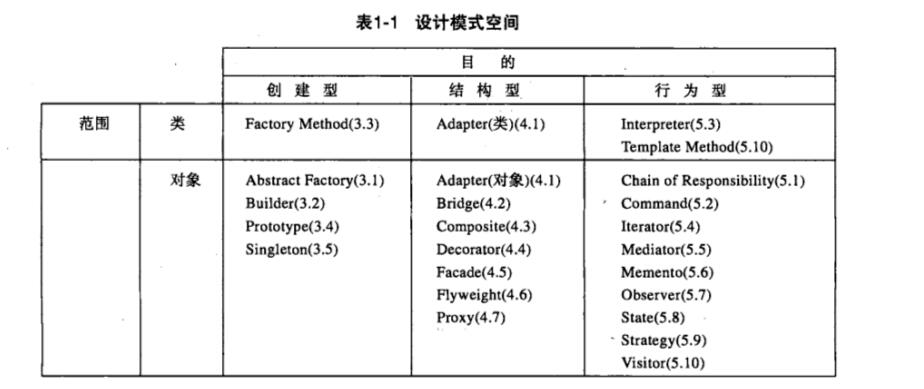 表1-1 设计模式空间
目 的
创 建 型 结 构 型 行 为 型
范围 类 Factory Method(3.3) Adapter(类)(4.1) Interpreter(5.3)
Template Method(5.10)
对象 Abstract Factory(3.1) Adapter(对象)(4.1) Chain of Responsibility(5.1)
Builder(3.2) Bridge(4.2) Command(5.2)
Prototype(3.4) Composite(4.3) Iterator(5.4)
Singleton(3.5) Decorator(4.4) Mediator(5.5)
Facade(4.5) Memento(5.6)
Flyweight(4.6) Observer(5.7)
Proxy(4.7) State(5.8)
Strategy(5.9)
Visitor(5.10)